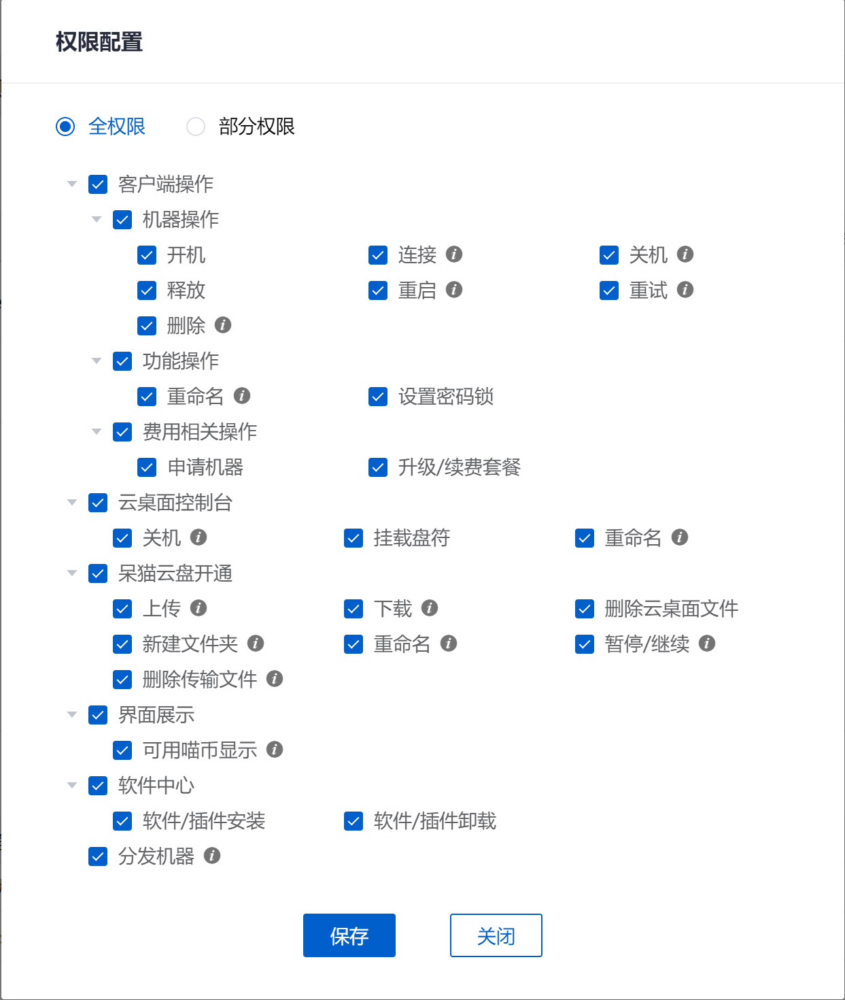 权限配置
全权限 部分权限
客户端操作
机器操作
开机 连接 关机
释放 重启 重试
删除
功能操作
重命名 设置密码锁
费用相关操作
申请机器 升级/续费套餐
云桌面控制台
关机 挂载盘符 重命名
呆猫云盘开通
上传 下载 删除云桌面文件
新建文件夹 重命名 暂停/继续
删除传输文件
界面展示
可用喵币显示
软件中心
软件/插件安装 软件/插件卸载
分发机器
保存 关闭